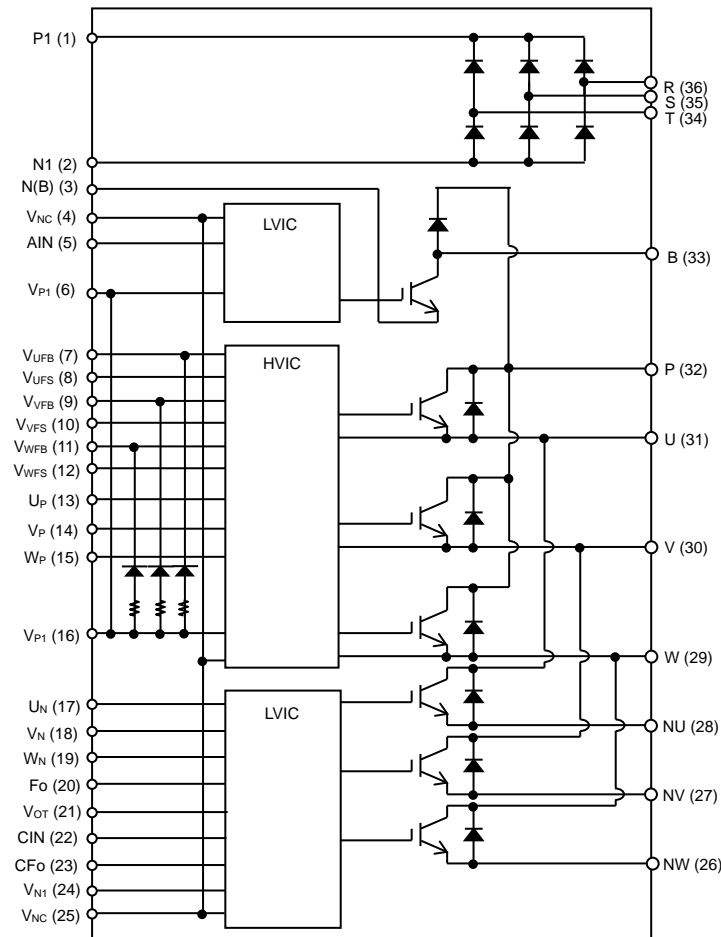 P1 (1)
N1 (2)
N(B) (3)
VNC (4)
AIN (5)
VP1 (6)
VUFB (7)
VUFS (8)
VVFB (9)
VVFS (10)
VWFB (11)
VWFS (12)
UP (13)
VP (14)
WP (15)
VP1 (16)
UN (17)
VN (18)
WN (19)
Fo (20)
VOT (21)
CIN (22)
CFo (23)
VN1 (24)
VNC (25)
LVIC
HVIC
LVIC
R (36)
S (35)
T (34)
B (33)
P (32)
U (31)
V (30)
W (29)
NU (28)
NV (27)
NW (26)